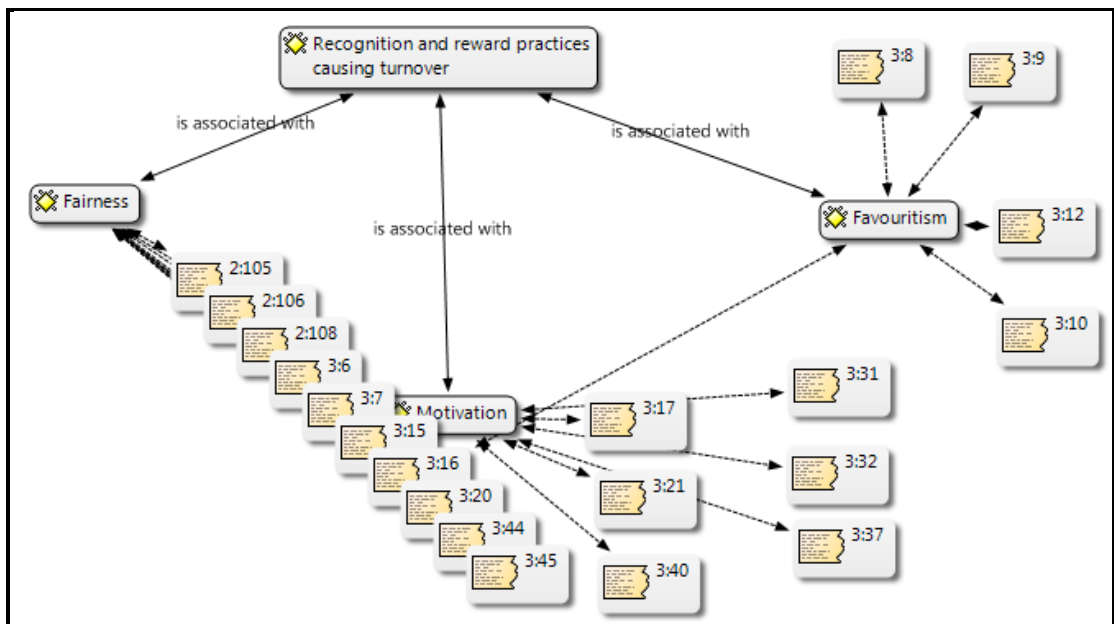 Recognition and reward practices
causing turnover
3:8
3:9
is associated with
is associated with
Fairness
Favouritism
3:12
is associated with
2:105
2:106
3:10
2:108
3:6
3:31
3:7
Motivation
3:17
3:15
3:16
3:32
3:20
3:21
3:44
3:37
3:45
3:40